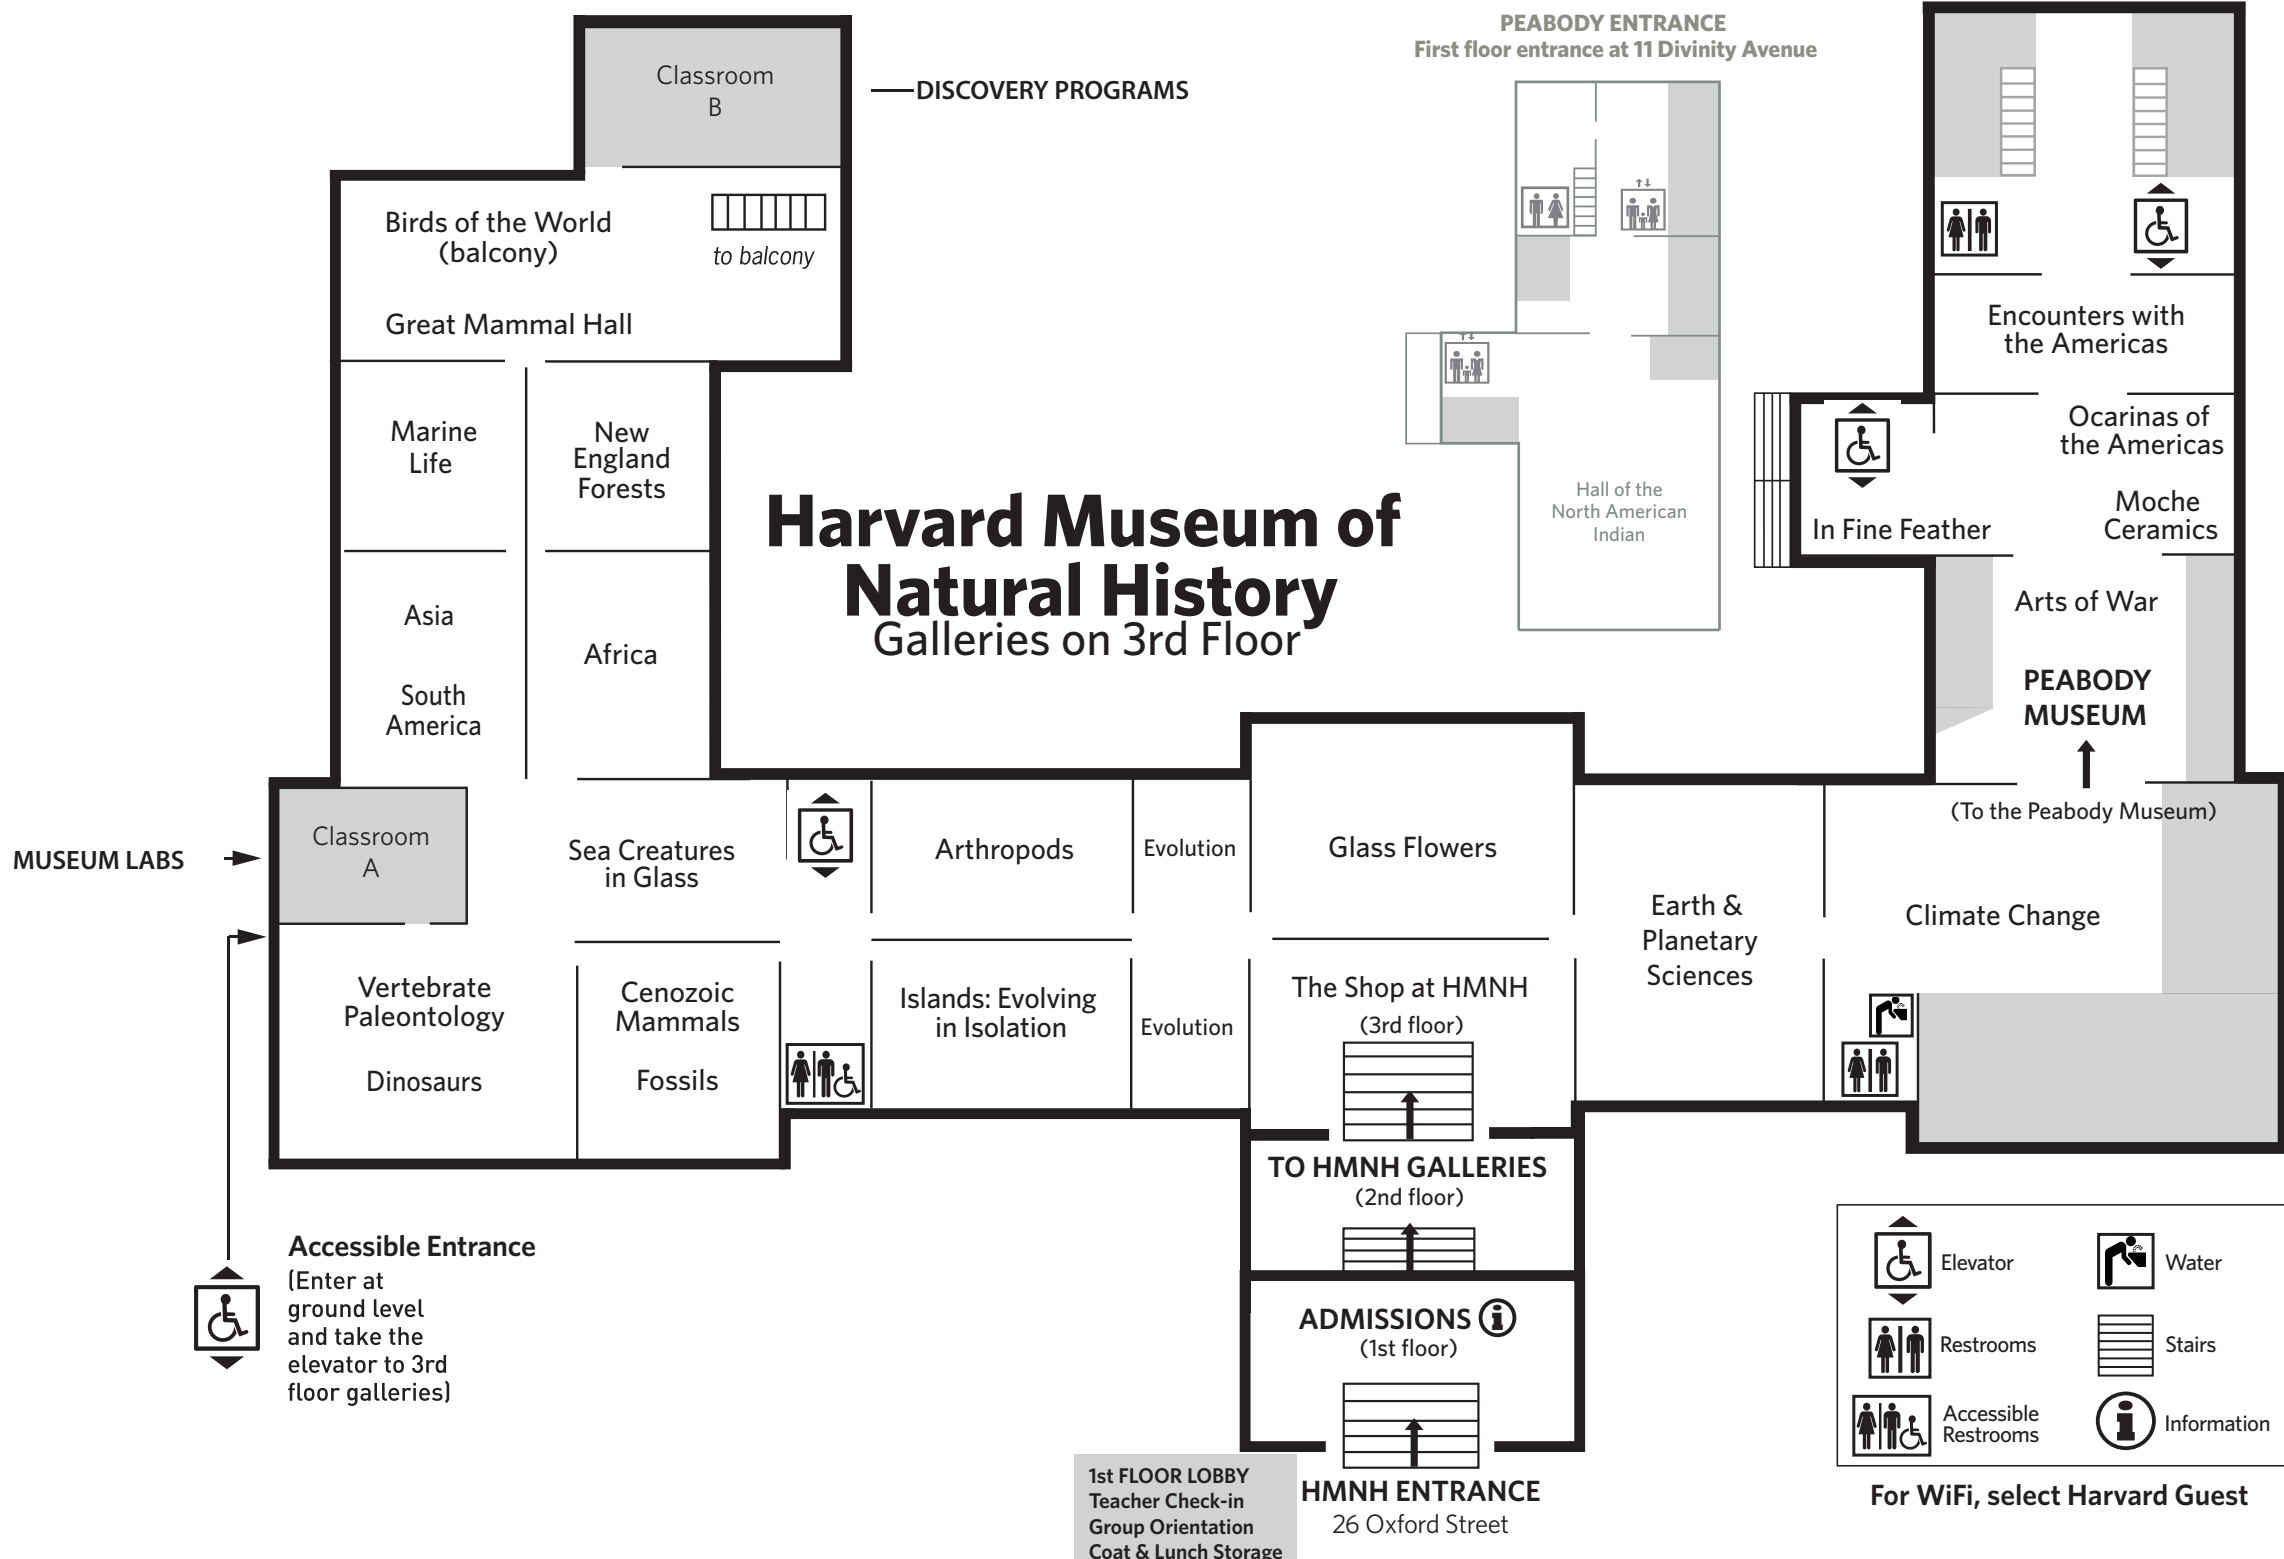 PEABODY ENTRANCE
First floor entrance at 11 Divinity Avenue
Classroom
B
DISCOVERY PROGRAMS
Birds of the World
(balcony)
to balcony
Great Mammal Hall
Encounters with
the Americas
Marine
Life
New
England
Forests
Ocarinas of
the Americas
Moche
Ceramics
In Fine Feather
Hall of the
North American
Indian
Harvard Museum of
Natural History
Galleries on 3rd Floor
Asia
South
America
Africa
Arts of War
PEABODY
MUSEUM
(To the Peabody Museum)
MUSEUM LABS
Classroom
A
Sea Creatures
in Glass
Arthropods
Evolution
Glass Flowers
Earth &
Planetary
Sciences
Climate Change
Vertebrate
Paleontology
Dinosaurs
Cenozoic
Mammals
Fossils
Islands: Evolving
in Isolation
Evolution
The Shop at HMNH
(3rd floor)
TO HMNH GALLERIES
(2nd floor)
ADMISSIONS i
(1st floor)
Accessible Entrance
(Enter at
ground level
and take the
elevator to 3rd
floor galleries)
Elevator
Water
Restrooms
Stairs
Accessible
Restrooms
i Information
1st FLOOR LOBBY
Teacher Check-in
Group Orientation
Coat & Lunch Storage
HMNH ENTRANCE
26 Oxford Street
For WiFi, select Harvard Guest